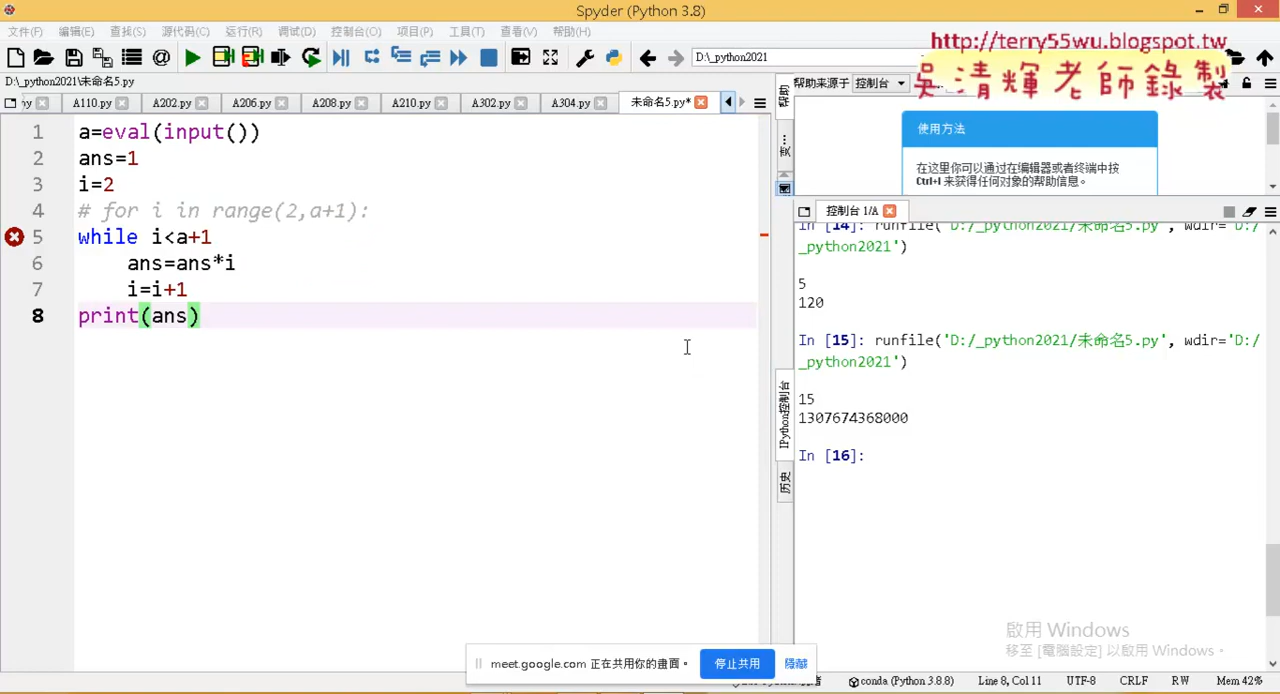 Spyder (Python 3.8)
文件(F) 编辑(E) 查找(S) 源代码(C) 运行(R) 调试(D) 控制台(O) 项目(P) 工具(T) 查看(V) 帮助(H)
http://terry55wu.blogspot.tw
D:\_python2021
吳清輝老師錄製
D:\_python2021\未命名5.py
帮助来源于 控制台
A110.py A202.py A206.py A208.py A210.py A302.py A304.py 未命名5.py*
帮助
使用方法
在这里你可以通过在编辑器或者终端中按
Ctrl+I 来获得任何对象的帮助信息。
控制台 1/A
1 a=eval(input())
2 ans=1
3 i=2
4 # for i in range(2,a+1):
5 while i<a+1
6 ans=ans*i
7 i=i+1
8 print(ans)
In [14]: runfile('D:/_python2021/未命名5.py', wdir='D:/
_python2021')
5
120
In [15]: runfile('D:/_python2021/未命名5.py', wdir='D:/
_python2021')
15
1307674368000
In [16]:
IPython控制台
历史
啟用 Windows
移至 [電腦設定] 以啟用 Windows。
meet.google.com 正在共用你的畫面。 停止共用 隱藏
conda (Python 3.8.8) Line 8, Col 11 UTF-8 CRLF RW Mem 42%